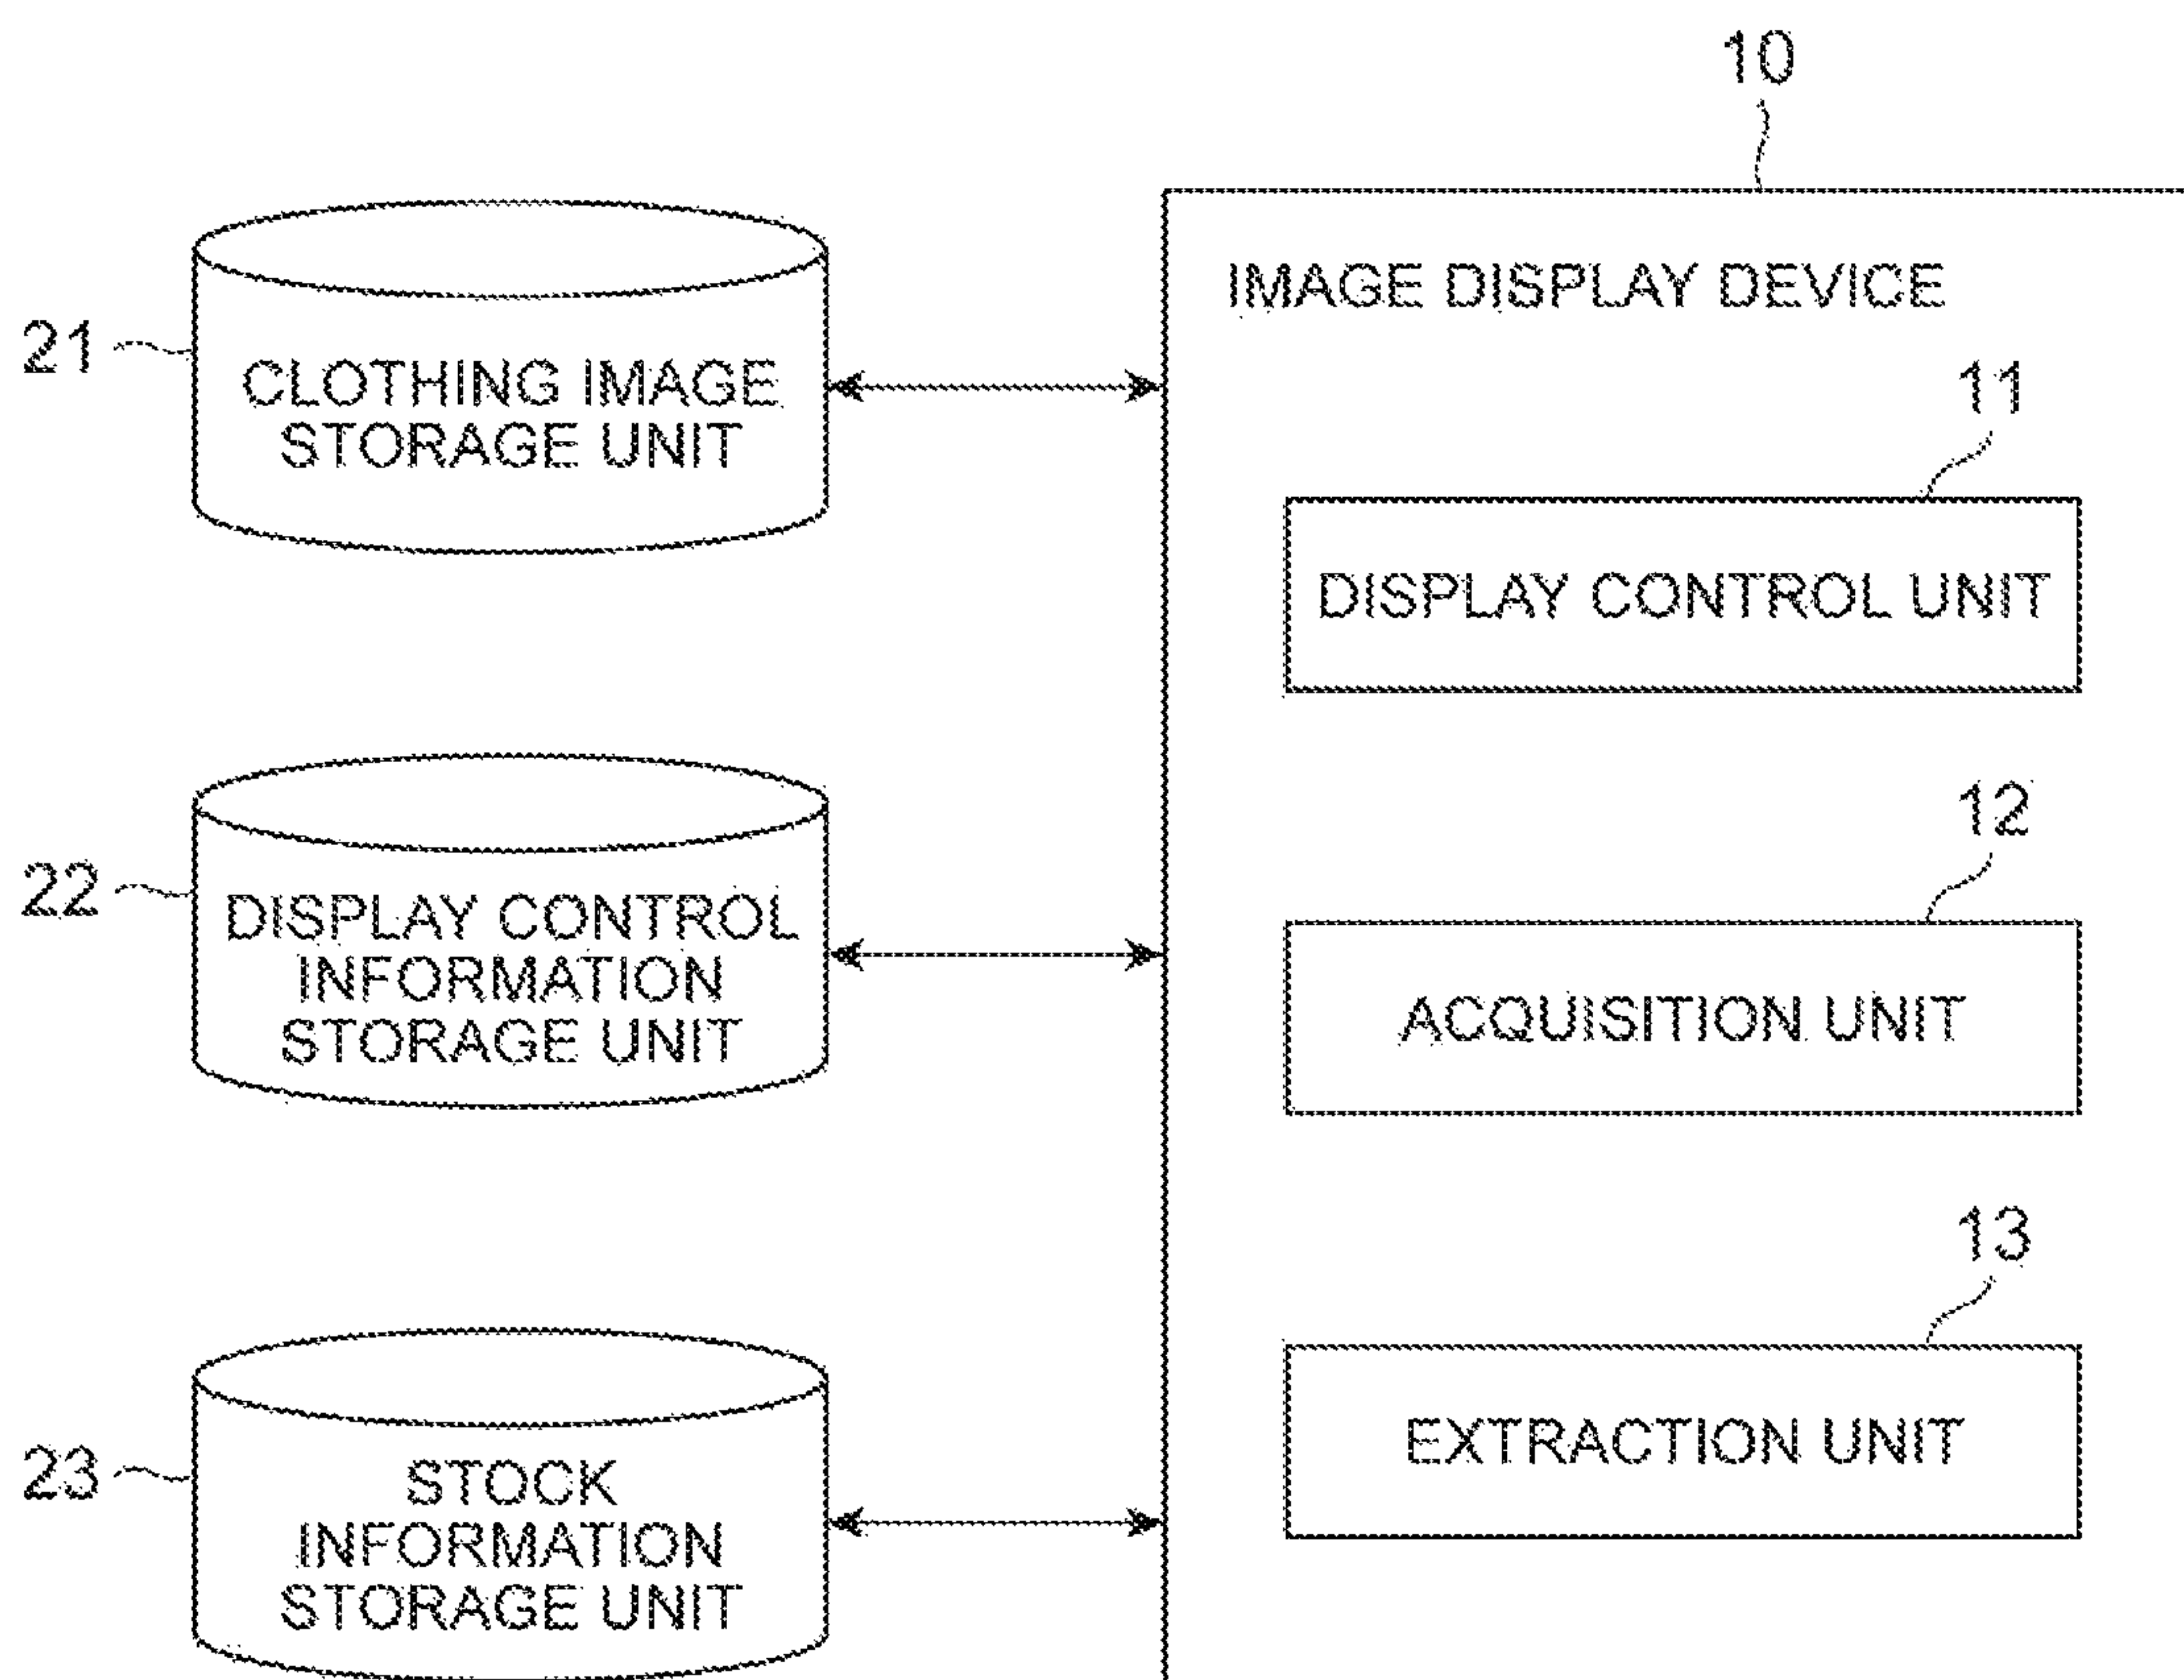 10
IMAGE DISPLAY DEVICE
21
CLOTHING IMAGE
STORAGE UNIT
11
DISPLAY CONTROL UNIT
22
DISPLAY CONTROL
INFORMATION
STORAGE UNIT
12
ACQUISITION UNIT
23
STOCK
INFORMATION
STORAGE UNIT
13
EXTRACTION UNIT